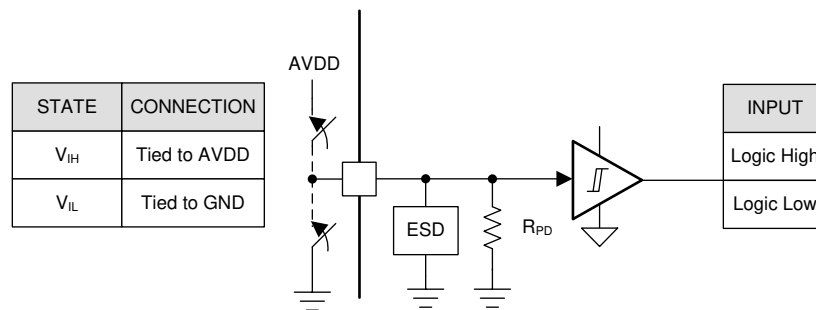 AVDD
STATE CONNECTION
VIH Tied to AVDD
VIL Tied to GND
ESD
RPD
INPUT
Logic High
Logic Low